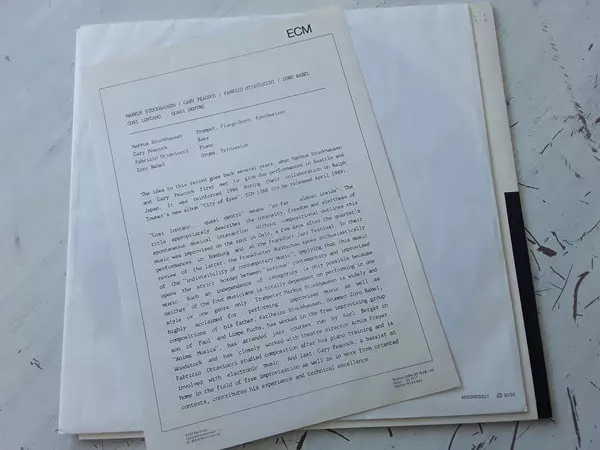 ECM
MARKUS STOCKHAUSEN / GARY PEACOCK / FABRIZIO OTTAVIUCCI / ZORO BABEL
COSI LONTANO ... QUASI DENTRO
Markus Stockhausen Trumpet, Flugelhorn, Synthesizer
Gary Peacock Bass
Fabrizio Ottaviucci Piano
Zoro Babel Drums, Percussion
The idea to this record goes back several years, when Markus Stockhausen
and Gary Peacock first met to give duo performances in Seattle and
Japan. It was reinforced 1986 during their collaboration on Ralph
Towner's new album "City of Eyes", ECM 1388 (to be released April 1989).
"Cosi lontano... quasi dentro" means "so far ... almost inside". The
title appropriately describes the intensity, freedom and alertness of
spontaneous musical interaction without compositional outlines this
music was improvised on the spot in Oslo, a few days after the quartet's
performances in Hamburg and at the Frankfurt Jazz Festival. In their
review of the latter, the Frankfurter Rundschau spoke enthusiastically
of the "indivisibility of contemporary music", implying that this music
opens the strict border between "serious" contemporary and improvised
music. Such an independence of categories is only possible because
neither of the four musicians is totally dependent on performing in one
style or one genre only. Trumpeter Markus Stockhausen is widely and
highly acclaimed for performing improvised music as well as
compositions of his father, Karlheinz Stockhausen. Drummer Zoro Babel,
son of Paul and Limpe Fuchs, has worked in the free improvising group
"Anima Musica", has attended jazz courses run by Karl Berger in
Woodstock and has closely worked with theatre director Achim Freyer.
Fabrizio Ottaviucci studied composition after his piano training and is
involved with electronic music. And last, Gary Peacock, a bassist at
home in the field of free improvisation as well as in more form oriented
contexts, contributes his experience and technical excellence.